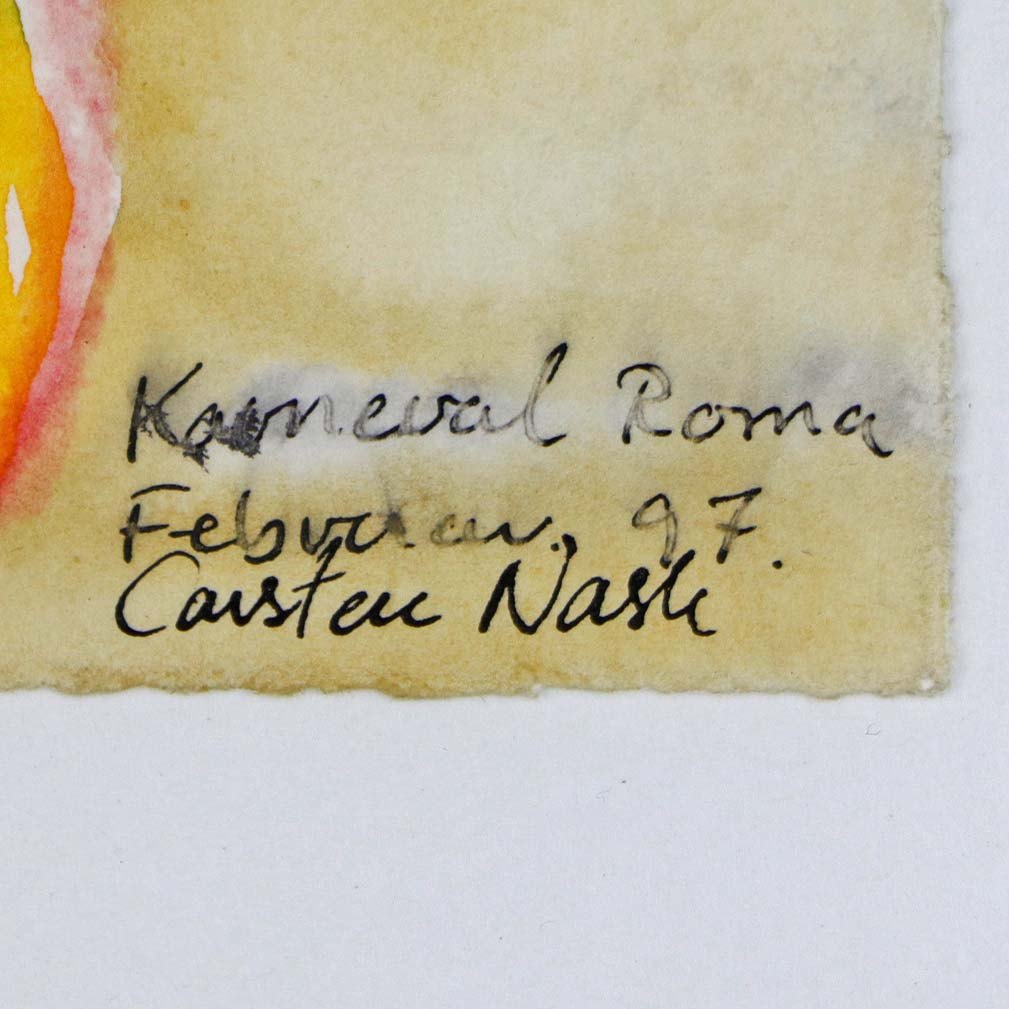 Karneval Roma
Februar, 97.
Carsten Nash